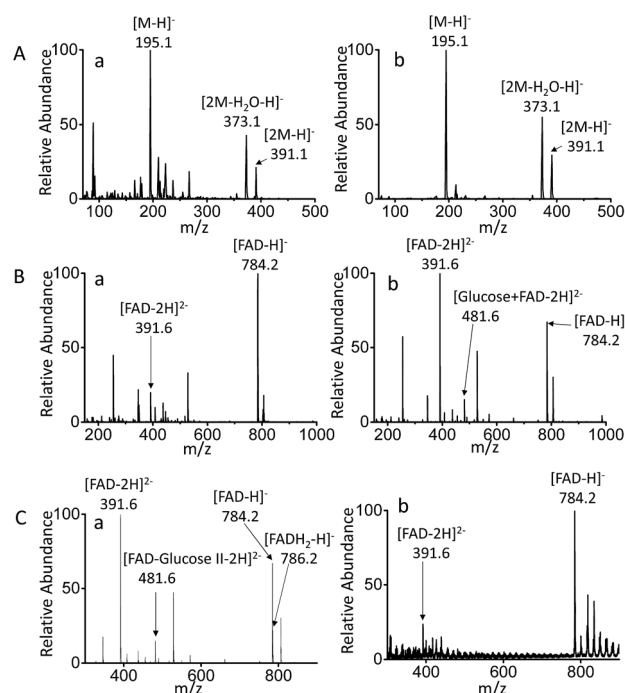 A
a
[M-H]⁻
195.1
[2M-H₂O-H]⁻
373.1
[2M-H]⁻
391.1
Relative Abundance
100
50
0
100 200 300 400 500
m/z
b
[M-H]⁻
195.1
[2M-H₂O-H]⁻
373.1
[2M-H]⁻
391.1
Relative Abundance
100
50
0
100 200 300 400 500
m/z
B
a
[FAD-H]⁻
784.2
[FAD-2H]²⁻
391.6
Relative Abundance
100
50
0
200 400 600 800 1000
m/z
b
[FAD-2H]²⁻
391.6
[Glucose+FAD-2H]²⁻
481.6
[FAD-H]
784.2
Relative Abundance
100
50
0
200 400 600 800 1000
m/z
C
a
[FAD-2H]²⁻
391.6
[FAD-H]⁻
784.2
[FADH₂-H]⁻
786.2
[FAD-Glucose II-2H]²⁻
481.6
Relative Abundance
100
50
0
400 600 800
m/z
b
[FAD-H]⁻
784.2
[FAD-2H]²⁻
391.6
Relative Abundance
100
50
0
400 600 800
m/z